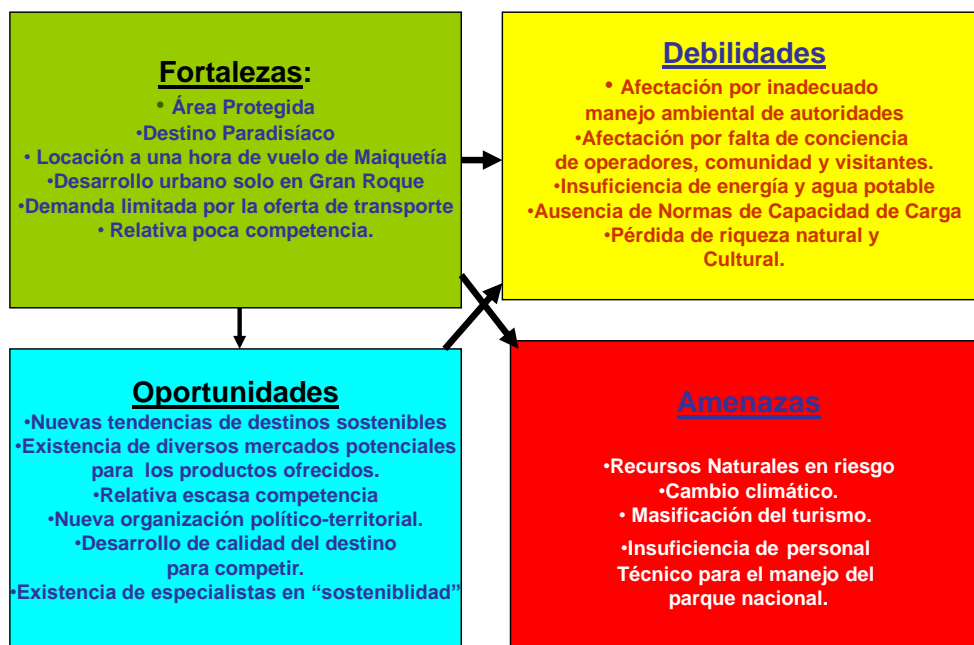 Fortalezas:
• Área Protegida
•Destino Paradisíaco
• Locación a una hora de vuelo de Maiquetía
•Desarrollo urbano solo en Gran Roque
•Demanda limitada por la oferta de transporte
• Relativa poca competencia.
Debilidades
• Afectación por inadecuado
manejo ambiental de autoridades
•Afectación por falta de conciencia
de operadores, comunidad y visitantes.
•Insuficiencia de energía y agua potable
•Ausencia de Normas de Capacidad de Carga
•Pérdida de riqueza natural y
Cultural.
Oportunidades
•Nuevas tendencias de destinos sostenibles
•Existencia de diversos mercados potenciales
para los productos ofrecidos.
•Relativa escasa competencia
•Nueva organización político-territorial.
•Desarrollo de calidad del destino
para competir.
•Existencia de especialistas en “sosteniblidad”
Amenazas
•Recursos Naturales en riesgo
•Cambio climático.
• Masificación del turismo.
•Insuficiencia de personal
Técnico para el manejo del
parque nacional.